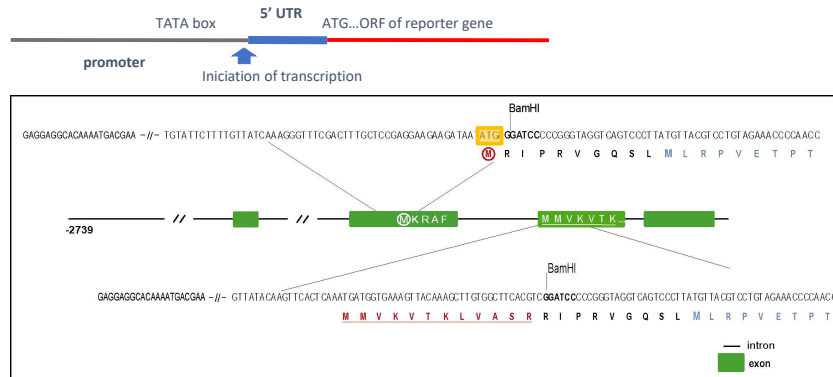 TATA box 5' UTR ATG...ORF of reporter gene
promoter
Iniciation of transcription
BamHI
GAGGAGGCACAAAATGACGAA –//– TGTATTCTTTTGTTATCAAAGGGTTTCGACTTTGCTCCGAGGAAGAAGATAAT ATG GGATCCCCCGGGTAGGTCAGTCCCTTATGTTACGTCCTGTAGAAACCCCAACC
M R I P R V G Q S L M L R P V E T P T
-2739
// //
M K R A F
M M V K V T K...
BamHI
GAGGAGGCACAAAATGACGAA –//– GTTATACAAGTTCACTCAAATGATGGTGAAAGTTACAAAGCTTGTGGCTTCACGTCGGATCCCCCGGGTAGGTCAGTCCCTTATGTTACGTCCTGTAGAAACCCCAACC
M M V K V T K L V A S R R I P R V G Q S L M L R P V E T P T
intron
exon